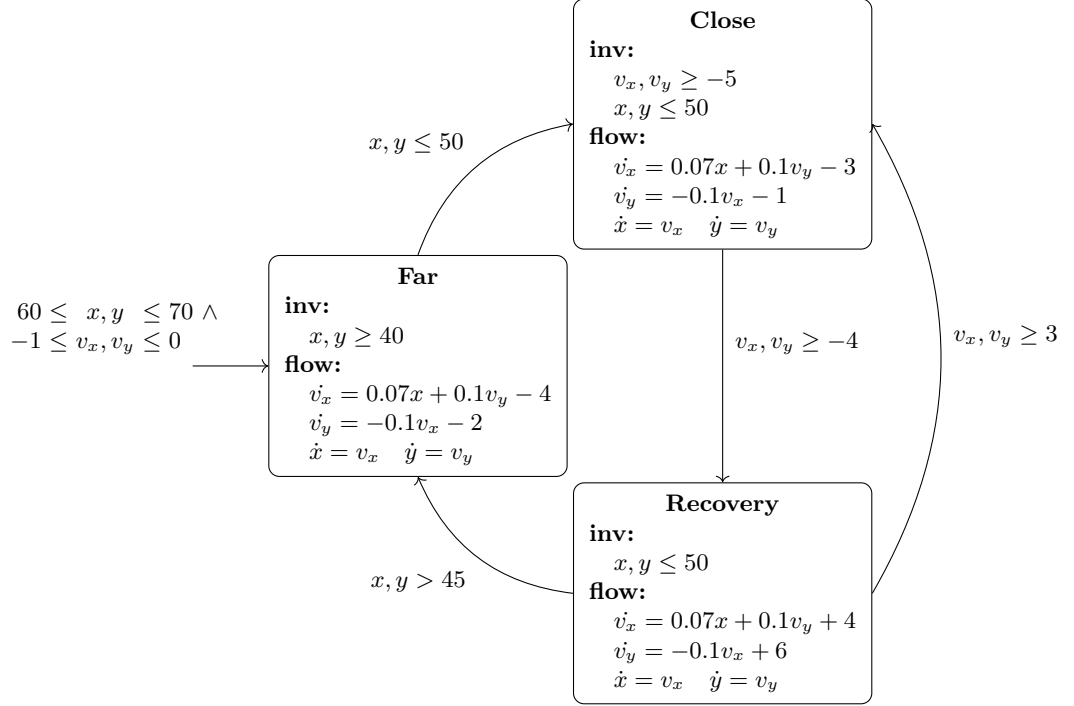 Close
inv:
v_x, v_y ≥ −5
x, y ≤ 50
flow:
v̇_x = 0.07x + 0.1v_y − 3
v̇_y = −0.1v_x − 1
ẋ = v_x ẏ = v_y
x, y ≤ 50
Far
inv:
x, y ≥ 40
flow:
v̇_x = 0.07x + 0.1v_y − 4
v̇_y = −0.1v_x − 2
ẋ = v_x ẏ = v_y
60 ≤ x, y ≤ 70 ∧
−1 ≤ v_x, v_y ≤ 0
v_x, v_y ≥ −4
v_x, v_y ≥ 3
Recovery
inv:
x, y ≤ 50
flow:
v̇_x = 0.07x + 0.1v_y + 4
v̇_y = −0.1v_x + 6
ẋ = v_x ẏ = v_y
x, y > 45